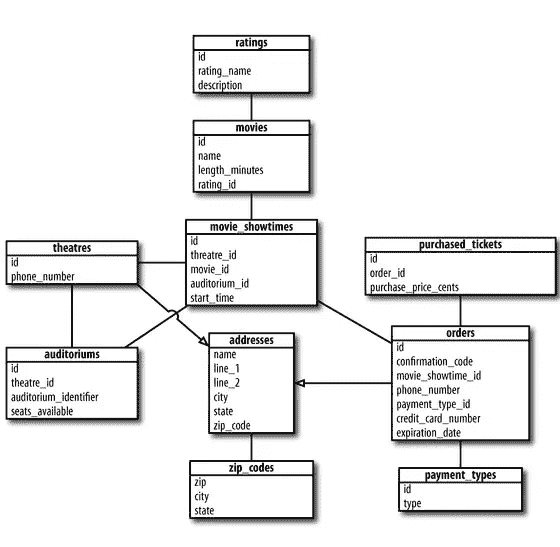 ratings
id
rating_name
description
movies
id
name
length_minutes
rating_id
movie_showtimes
id
threatre_id
movie_id
auditorium_id
start_time
theatres
id
phone_number
purchased_tickets
id
order_id
purchase_price_cents
auditoriums
id
theatre_id
auditorium_identifier
seats_available
addresses
name
line_1
line_2
city
state
zip_code
orders
id
confirmation_code
movie_showtime_id
phone_number
payment_type_id
credit_card_number
expiration_date
zip_codes
zip
city
state
payment_types
id
type